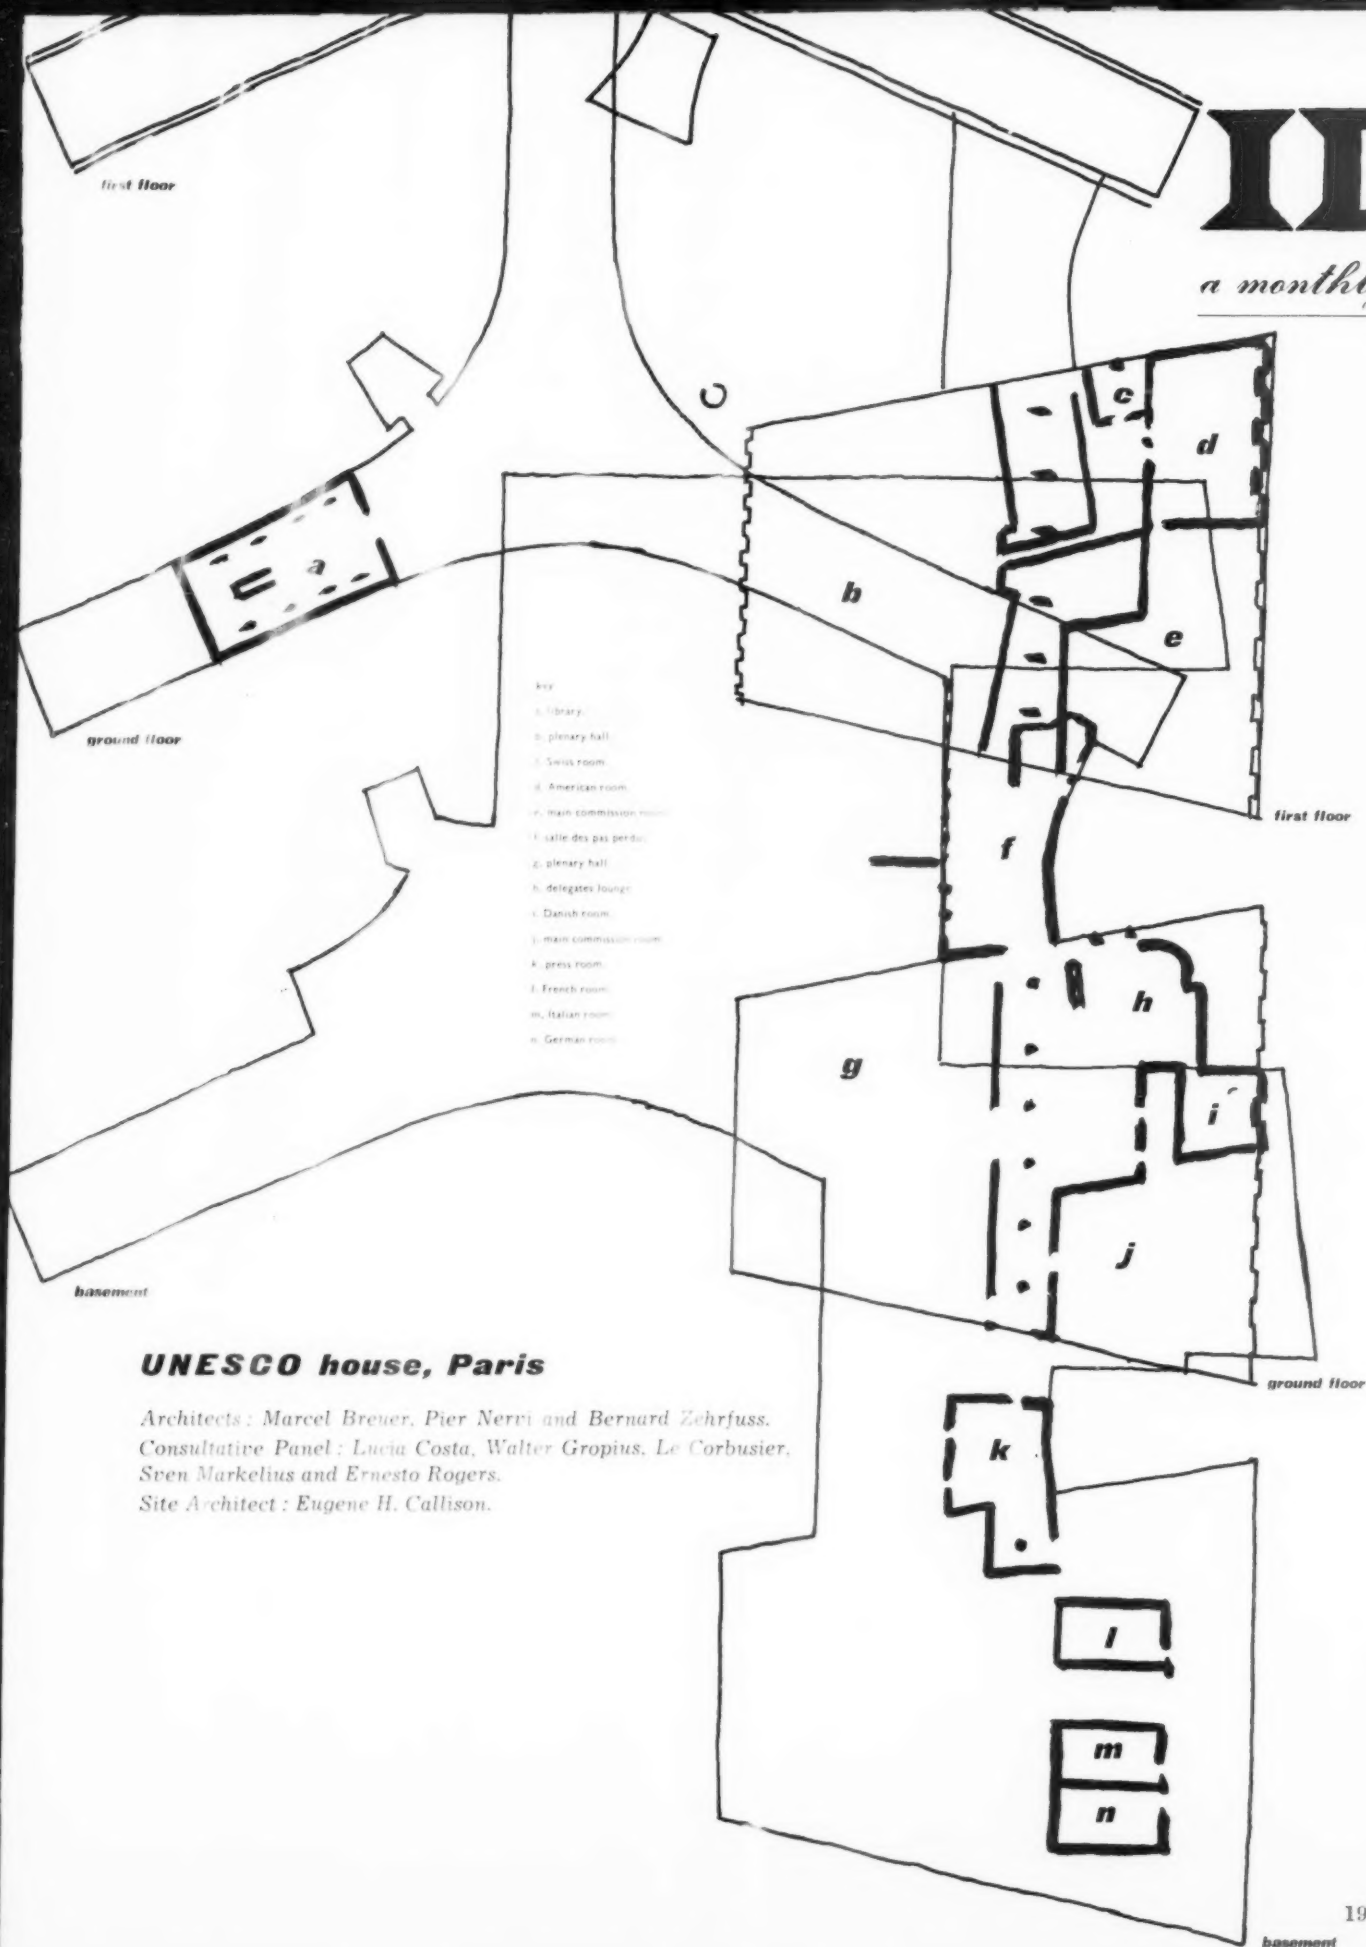 first floor
a monthly
c
d
a
b
e
ground floor
key
a, library.
b, plenary hall.
Swiss room.
d, American room.
e, main commission room.
f, salle des pas perdus.
g, plenary hall.
h, delegates lounge.
i, Danish room.
j, main commission room.
k, press room.
l, French room.
m, Italian room.
n, German room.
first floor
f
h
g
i
j
basement
UNESCO house, Paris
Architects : Marcel Breuer, Pier Nervi and Bernard Zehrfuss.
Consultative Panel : Lucia Costa, Walter Gropius, Le Corbusier,
Sven Markelius and Ernesto Rogers.
Site Architect : Eugene H. Callison.
ground floor
k
l
m
n
19
basement